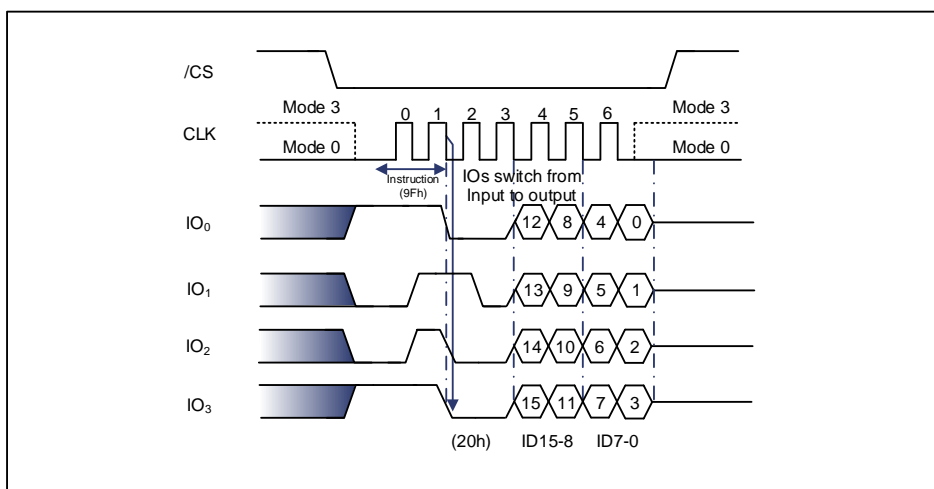 /CS
Mode 3
0 1 2 3 4 5 6
Mode 3
CLK
Mode 0
Mode 0
Instruction
(9Fh)
IOs switch from
Input to output
IO₀
12 8 4 0
IO₁
13 9 5 1
IO₂
14 10 6 2
IO₃
15 11 7 3
(20h)
ID15-8
ID7-0